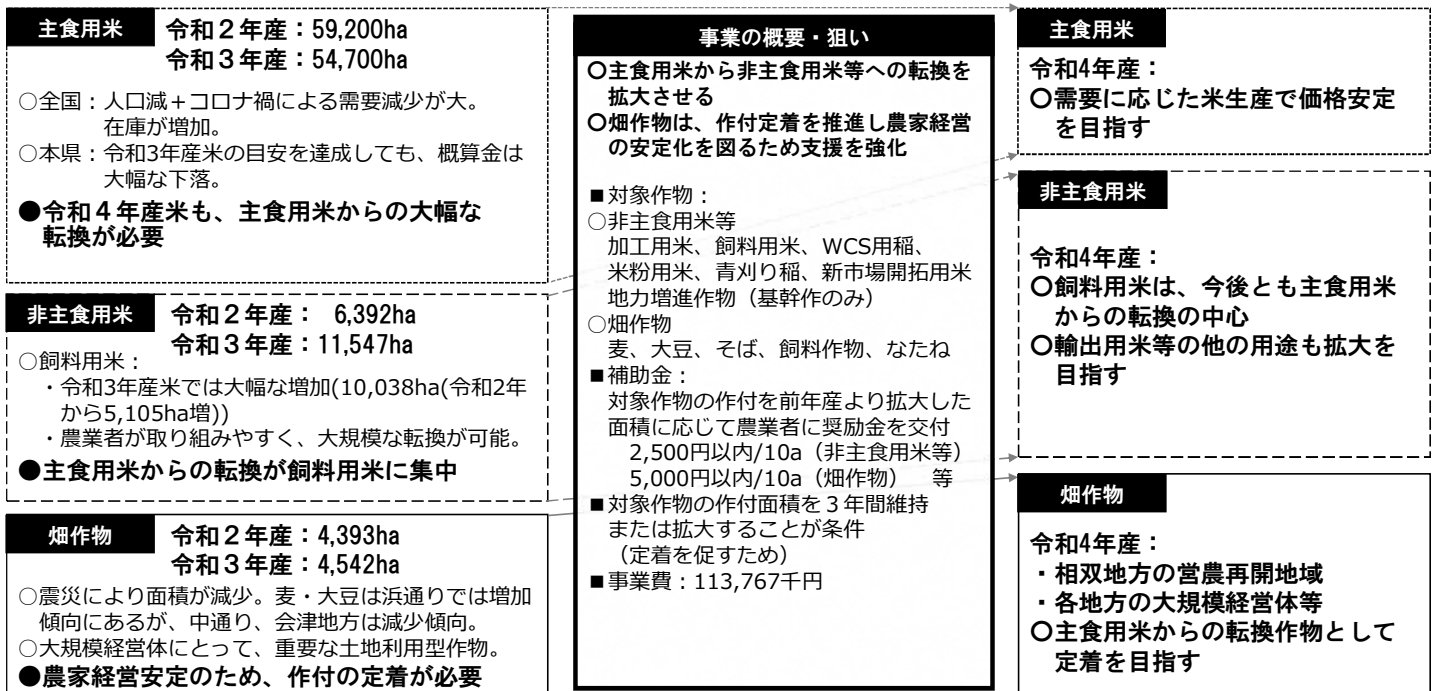 主食用米
令和２年産：59,200ha
令和３年産：54,700ha
○全国：人口減＋コロナ禍による需要減少が大。
在庫が増加。
○本県：令和3年産米の目安を達成しても、概算金は
大幅な下落。
●令和４年産米も、主食用米からの大幅な
転換が必要
非主食用米
令和２年産： 6,392ha
令和３年産：11,547ha
○飼料用米：
・令和3年産米では大幅な増加(10,038ha(令和2年
から5,105ha増))
・農業者が取り組みやすく、大規模な転換が可能。
●主食用米からの転換が飼料用米に集中
畑作物
令和２年産：4,393ha
令和３年産：4,542ha
○震災により面積が減少。麦・大豆は浜通りでは増加
傾向にあるが、中通り、会津地方は減少傾向。
○大規模経営体にとって、重要な土地利用型作物。
●農家経営安定のため、作付の定着が必要
事業の概要・狙い
〇主食用米から非主食用米等への転換を
拡大させる
〇畑作物は、作付定着を推進し農家経営
の安定化を図るため支援を強化
■対象作物：
○非主食用米等
加工用米、飼料用米、WCS用稲、
米粉用米、青刈り稲、新市場開拓用米
地力増進作物（基幹作のみ）
○畑作物
麦、大豆、そば、飼料作物、なたね
■補助金：
対象作物の作付を前年産より拡大した
面積に応じて農業者に奨励金を交付
2,500円以内/10a（非主食用米等）
5,000円以内/10a（畑作物）　等
■対象作物の作付面積を３年間維持
または拡大することが条件
（定着を促すため）
■事業費：113,767千円
主食用米
令和4年産：
〇需要に応じた米生産で価格安定
を目指す
非主食用米
令和4年産：
〇飼料用米は、今後とも主食用米
からの転換の中心
〇輸出用米等の他の用途も拡大を
目指す
畑作物
令和4年産：
・相双地方の営農再開地域
・各地方の大規模経営体等
〇主食用米からの転換作物として
定着を目指す